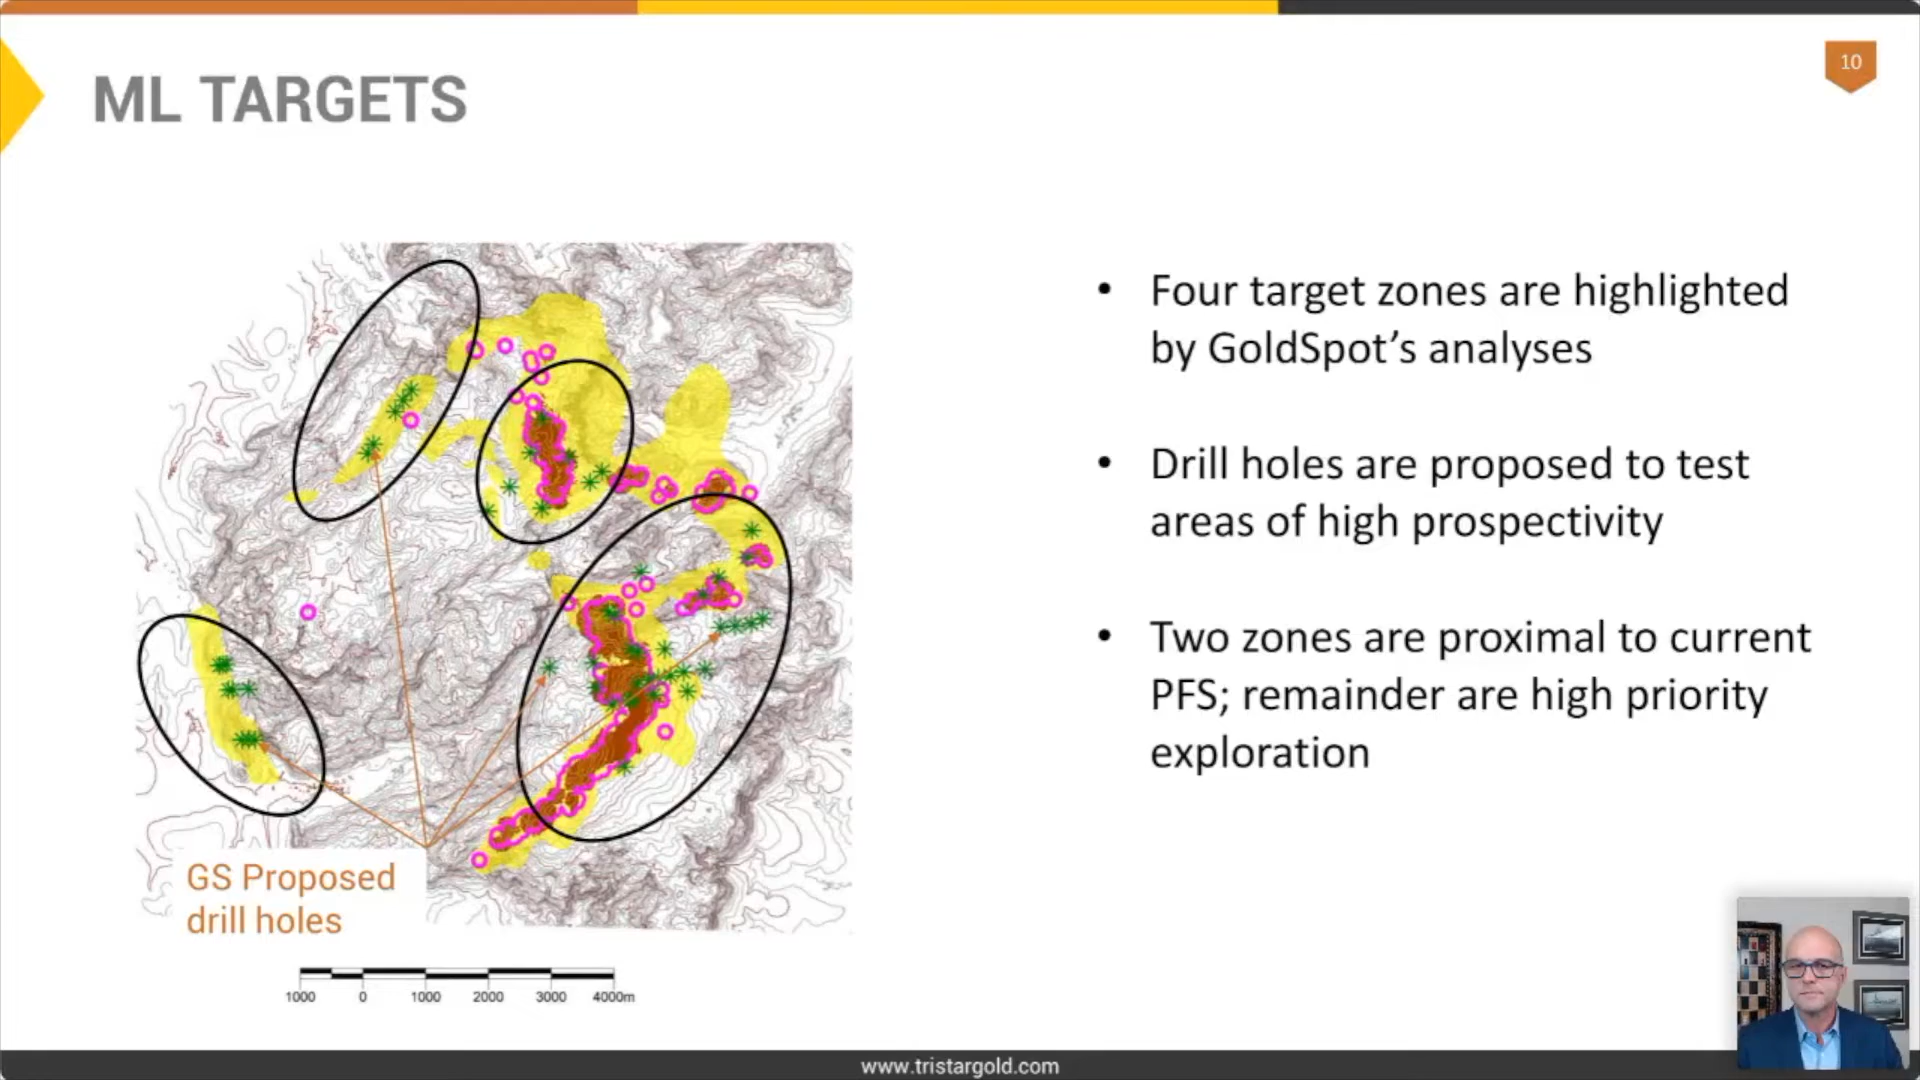 10
ML TARGETS
• Four target zones are highlighted
by GoldSpot’s analyses
• Drill holes are proposed to test
areas of high prospectivity
• Two zones are proximal to current
PFS; remainder are high priority
exploration
GS Proposed
drill holes
1000 0 1000 2000 3000 4000m
www.tristargold.com